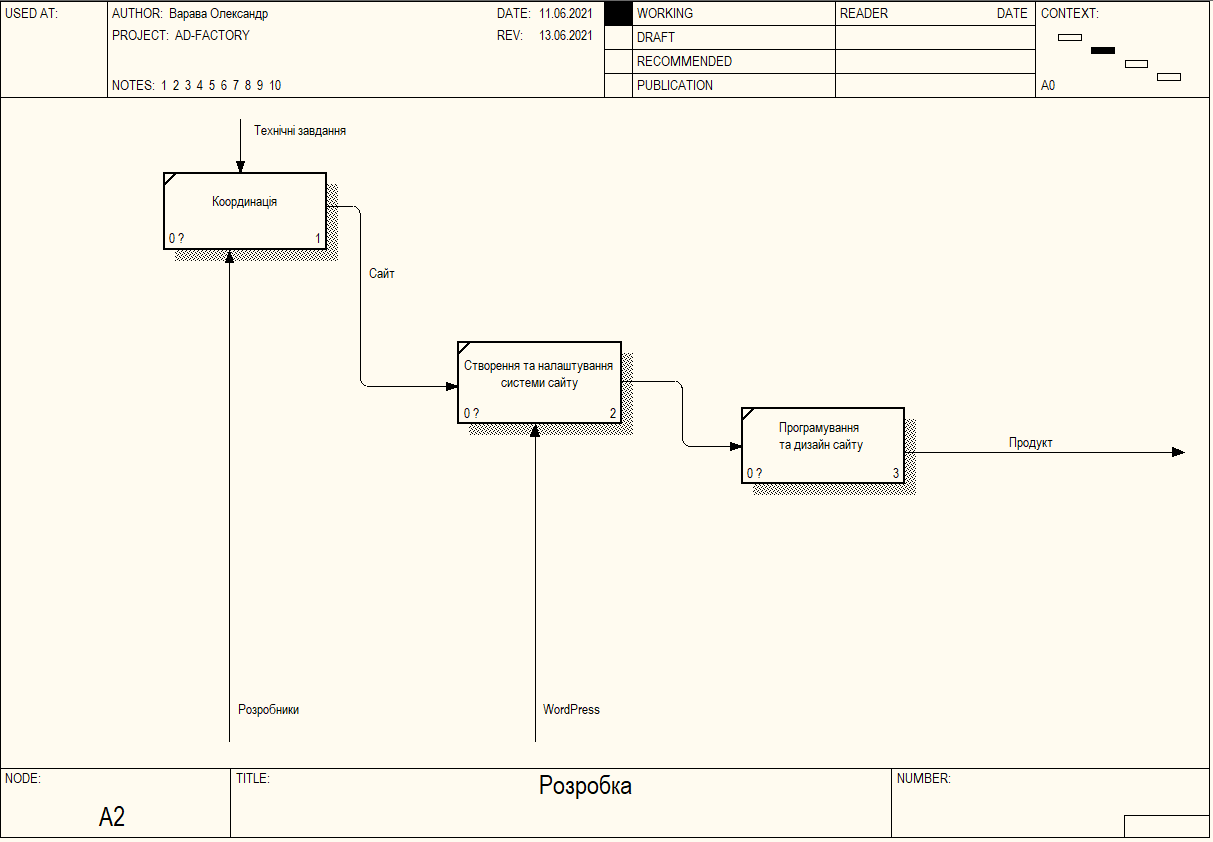 USED AT:
AUTHOR: Варава Олександр
DATE: 11.06.2021
PROJECT: AD-FACTORY
REV: 13.06.2021
NOTES: 1 2 3 4 5 6 7 8 9 10
WORKING
DRAFT
RECOMMENDED
PUBLICATION
READER DATE
CONTEXT:
A0
Технічні завдання
Координація
0 ? 1
Сайт
Створення та налаштування
системи сайту
0 ? 2
Програмування
та дизайн сайту
0 ? 3
Продукт
Розробники
WordPress
NODE:
A2
TITLE:
Розробка
NUMBER: